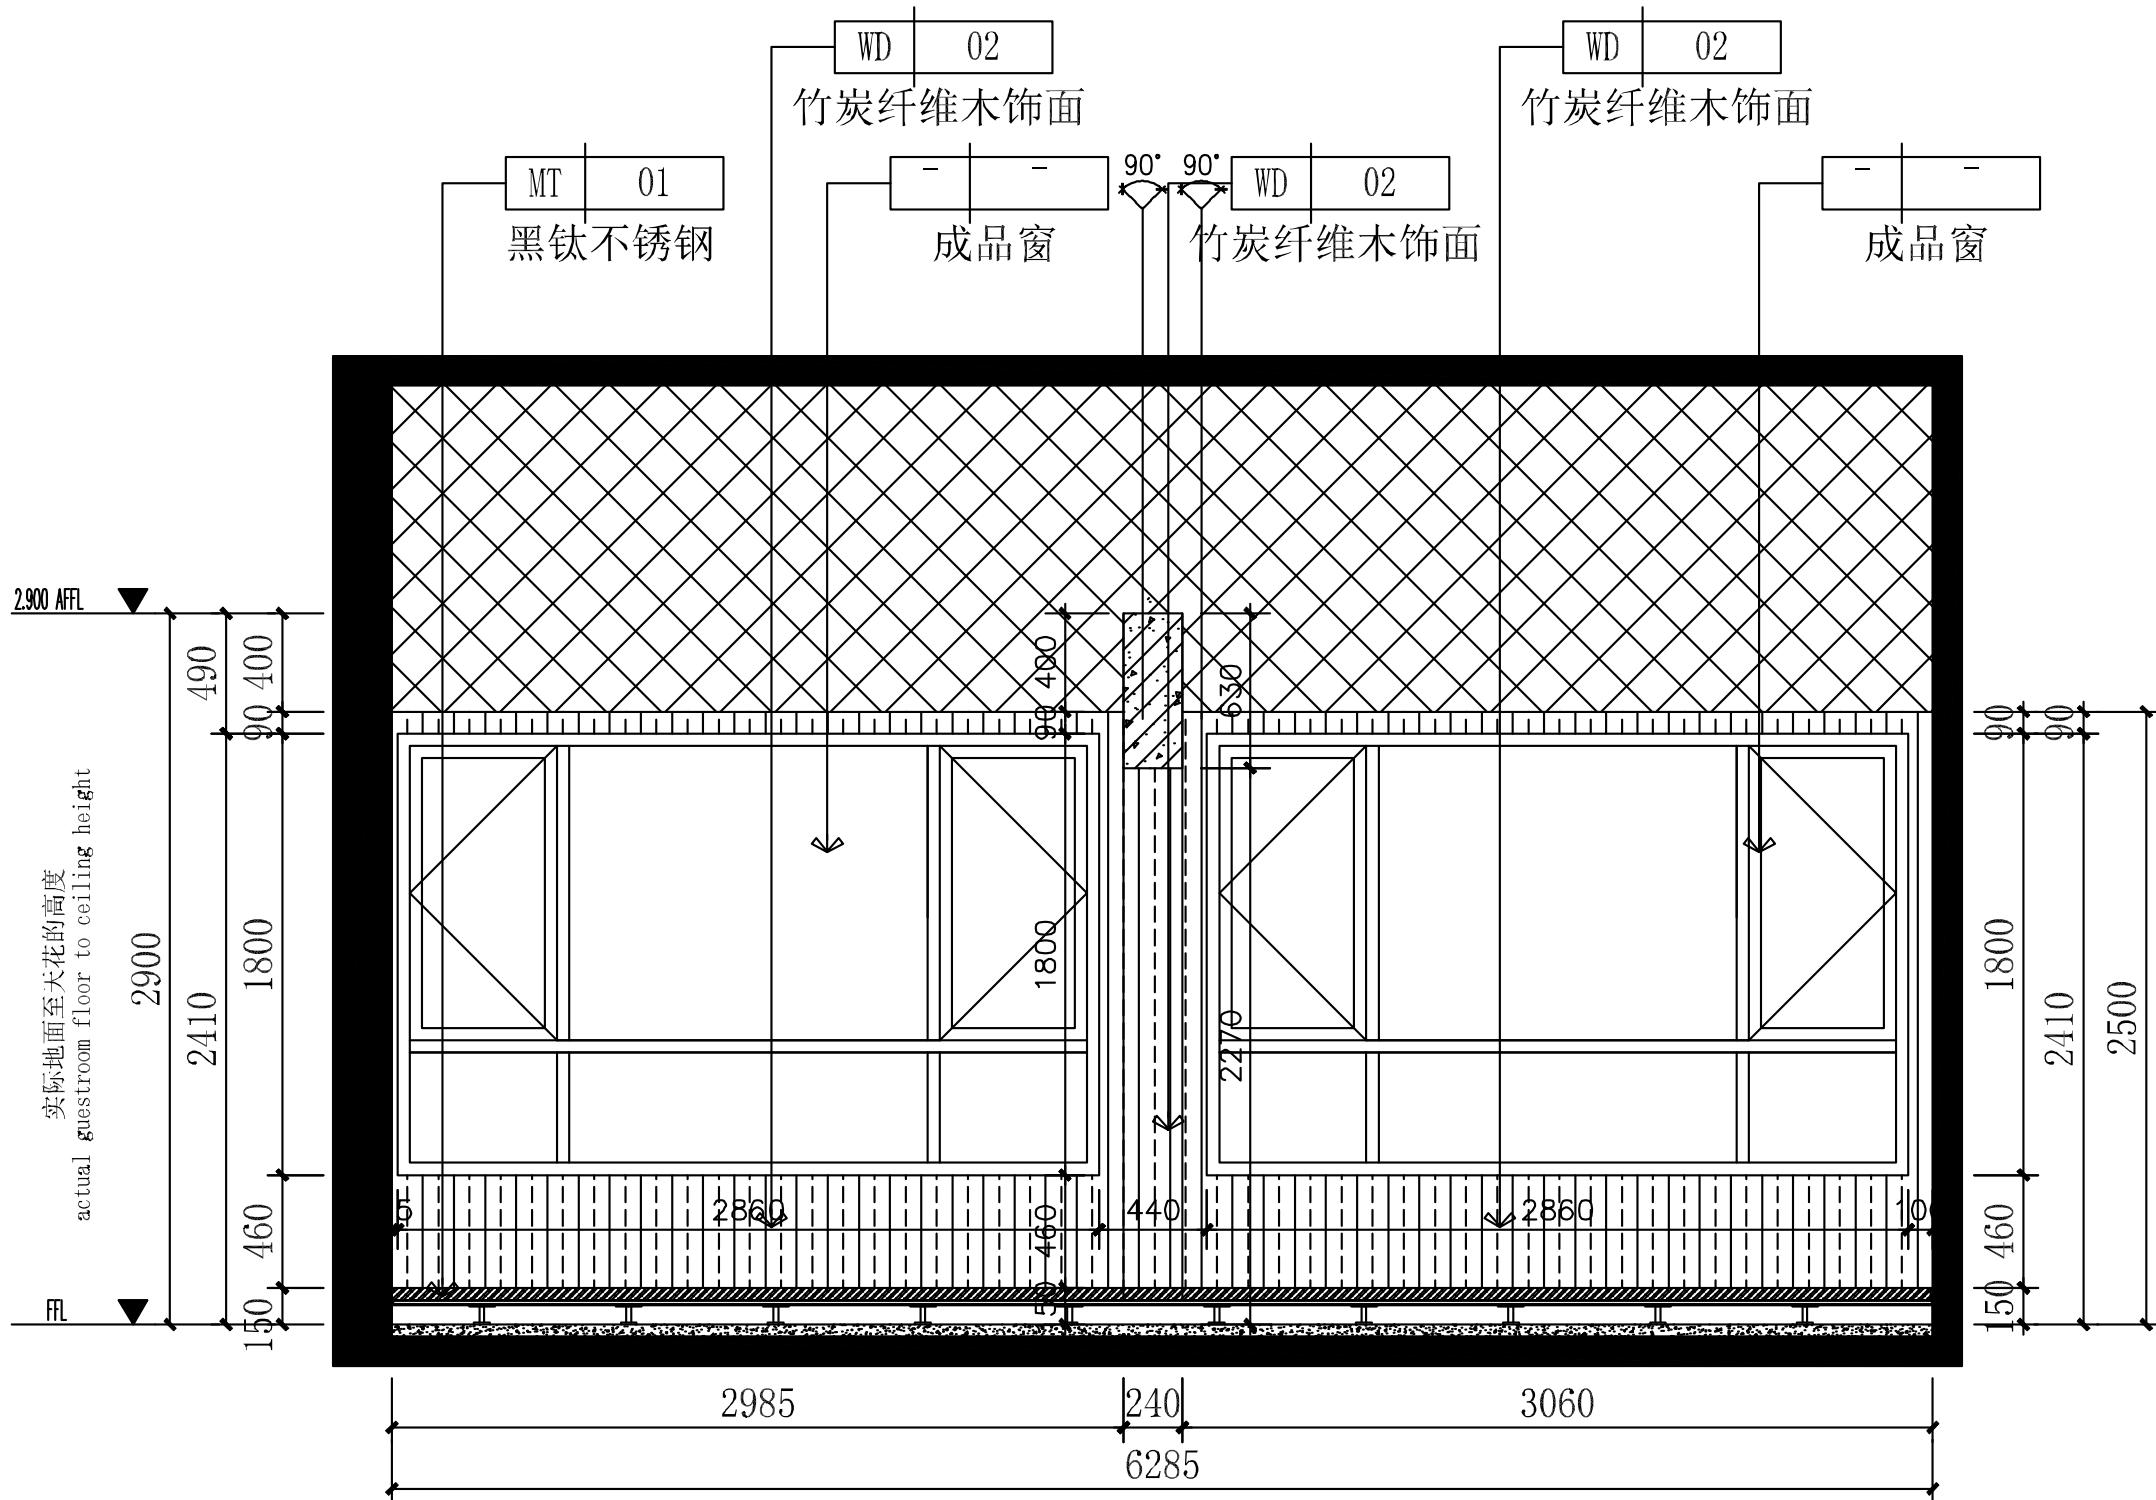 WD 02
竹炭纤维木饰面
WD 02
竹炭纤维木饰面
MT 01
黑钛不锈钢
- -
成品窗
90° 90°
WD 02
竹炭纤维木饰面
- -
成品窗
2.900 AFFL
490
400
90
400
90
630
90
90
实际地面至天花的高度
actual guestroom floor to ceiling height
2900
2410
1800
1800
2270
1800
2410
2500
2860
440
2860
460
460
460
FFL
150
150
2985
240
3060
6285